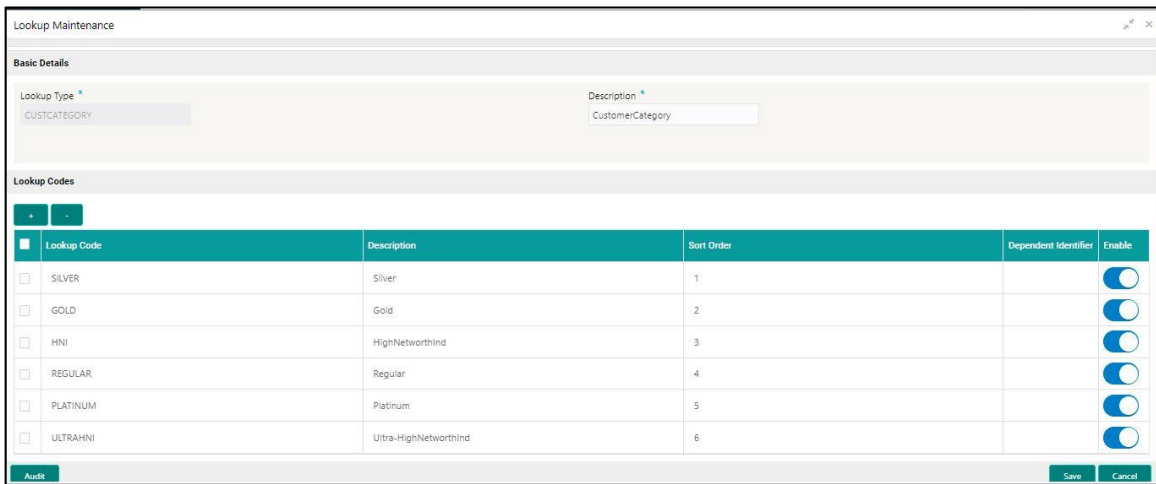 Lookup Maintenance
Basic Details
Lookup Type * Description *
CUSTCATEGORY CustomerCategory
Lookup Codes
+ -
Lookup Code Description Sort Order Dependent Identifier Enable
SILVER Silver 1
GOLD Gold 2
HNI HighNetworthInd 3
REGULAR Regular 4
PLATINUM Platinum 5
ULTRAHNI Ultra-HighNetworthInd 6
Audit Save Cancel